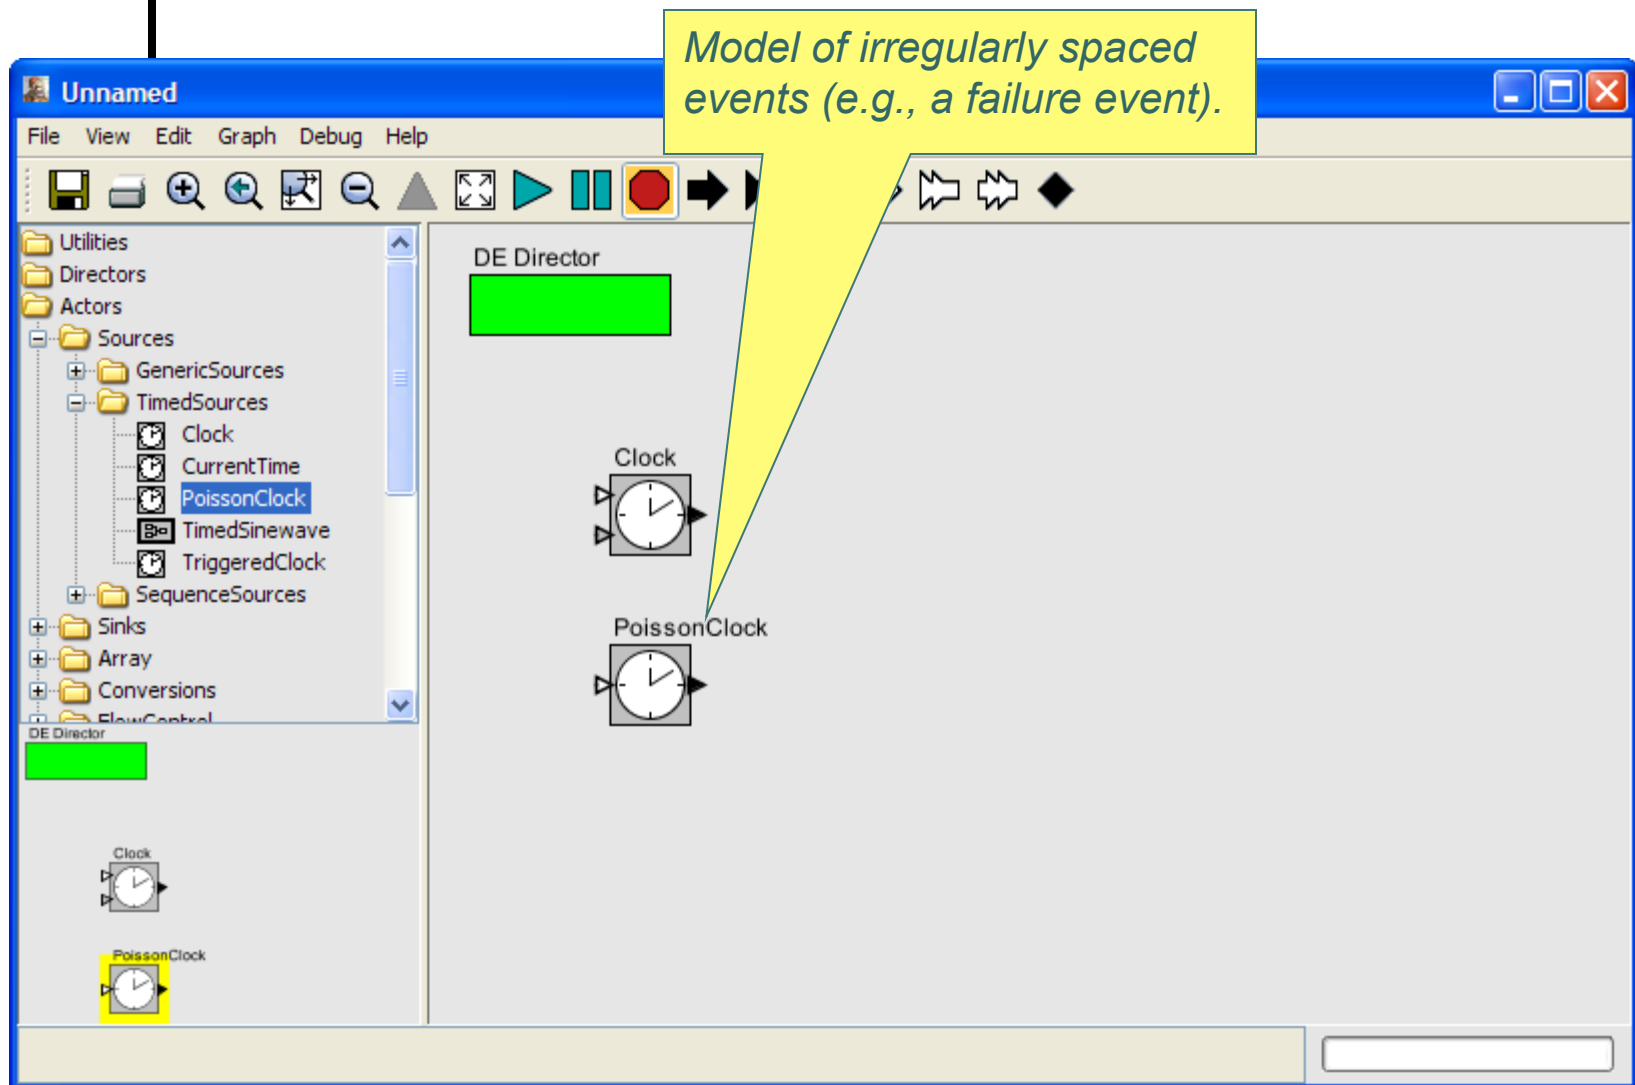 Model of irregularly spaced
events (e.g., a failure event).
Unnamed
File View Edit Graph Debug Help
Utilities
Directors
Actors
Sources
GenericSources
TimedSources
Clock
CurrentTime
PoissonClock
TimedSinewave
TriggeredClock
SequenceSources
Sinks
Array
Conversions
FlowControl
DE Director
Clock
PoissonClock
DE Director
Clock
PoissonClock